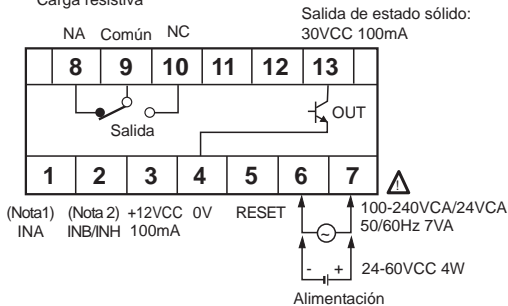 Carga resistiva
Salida de estado sólido:
30VCC 100mA
NA Común NC
8 9 10 11 12 13
OUT
Salida
1 2 3 4 5 6 7
(Nota1) (Nota 2) +12VCC 0V RESET
INA INB/INH 100mA
100-240VCA/24VCA
50/60Hz 7VA
~
- + 24-60VCC 4W
Alimentación